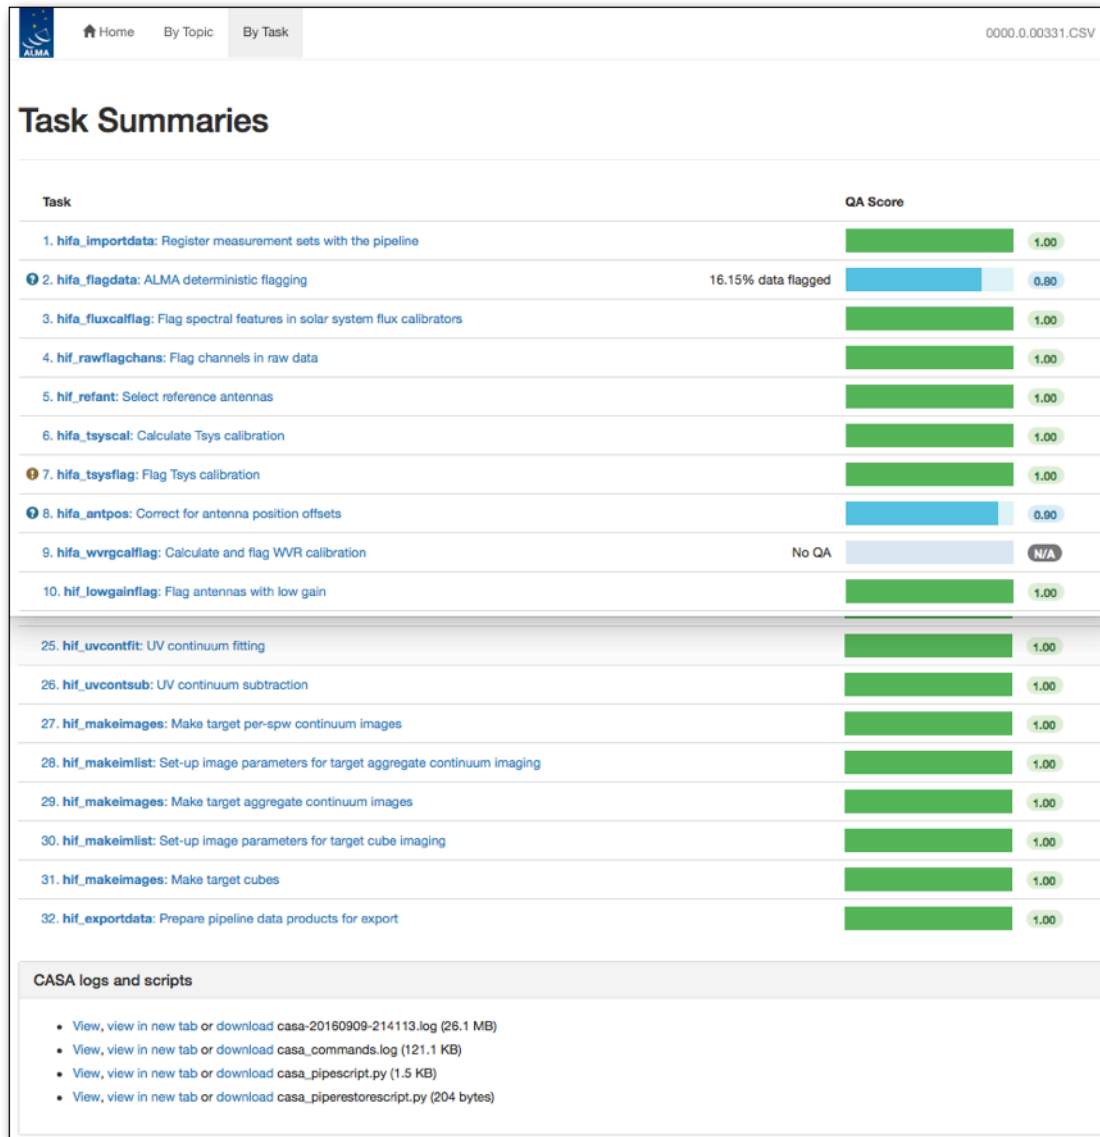 ALMA
Home By Topic By Task 0000.0.00331.CSV
Task Summaries
Task QA Score
1. hifa_importdata: Register measurement sets with the pipeline 1.00
2. hifa_flagdata: ALMA deterministic flagging 16.15% data flagged 0.80
3. hifa_fluxcalflag: Flag spectral features in solar system flux calibrators 1.00
4. hif_rawflagchans: Flag channels in raw data 1.00
5. hif_refant: Select reference antennas 1.00
6. hifa_tsyscal: Calculate Tsys calibration 1.00
7. hifa_tsysflag: Flag Tsys calibration 1.00
8. hifa_antpos: Correct for antenna position offsets 0.90
9. hifa_wvrgcalflag: Calculate and flag WVR calibration No QA N/A
10. hif_lowgainflag: Flag antennas with low gain 1.00
25. hif_uvcontfit: UV continuum fitting 1.00
26. hif_uvcontsub: UV continuum subtraction 1.00
27. hif_makeimages: Make target per-spw continuum images 1.00
28. hif_makeimlist: Set-up image parameters for target aggregate continuum imaging 1.00
29. hif_makeimages: Make target aggregate continuum images 1.00
30. hif_makeimlist: Set-up image parameters for target cube imaging 1.00
31. hif_makeimages: Make target cubes 1.00
32. hif_exportdata: Prepare pipeline data products for export 1.00
CASA logs and scripts
• View, view in new tab or download casa-20160909-214113.log (26.1 MB)
• View, view in new tab or download casa_commands.log (121.1 KB)
• View, view in new tab or download casa_pipescript.py (1.5 KB)
• View, view in new tab or download casa_piperestorescript.py (204 bytes)